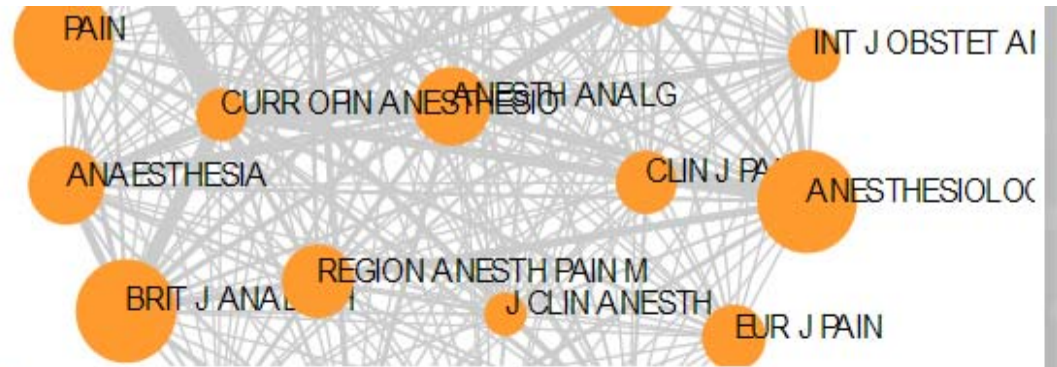 PAIN
INT J OBSTET A
CURR OPIN ANESTHESIO
ANESTH ANALG
ANAESTHESIA
CLIN J PA
ANESTHESIOLO
REGION ANESTH PAIN M
BRIT J ANA
J CLIN ANESTH
EUR J PAIN